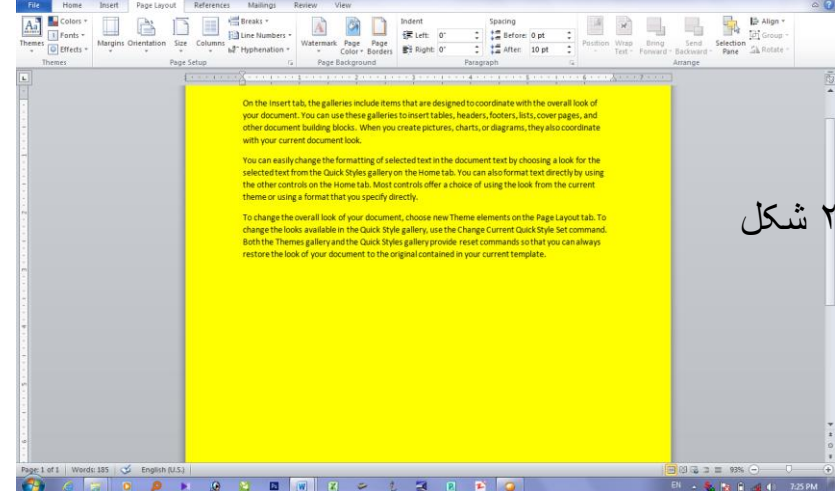 File Home Insert Page Layout References Mailings Review View
Colors Breaks Indent Spacing Align
Fonts Line Numbers Left: 0" Before: 0 pt Group
Themes Effects Margins Orientation Size Columns Hyphenation Watermark Page Color Page Borders Right: 0" After: 10 pt Position Wrap Text Bring Forward Send Backward Selection Pane Rotate
Themes Page Setup Page Background Paragraph Arrange
On the Insert tab, the galleries include items that are designed to coordinate with the overall look of
your document. You can use these galleries to insert tables, headers, footers, lists, cover pages, and
other document building blocks. When you create pictures, charts, or diagrams, they also coordinate
with your current document look.
You can easily change the formatting of selected text in the document text by choosing a look for the
selected text from the Quick Styles gallery on the Home tab. You can also format text directly by using
the other controls on the Home tab. Most controls offer a choice of using the look from the current
theme or using a format that you specify directly.
To change the overall look of your document, choose new Theme elements on the Page Layout tab. To
change the looks available in the Quick Style gallery, use the Change Current Quick Style Set command.
Both the Themes gallery and the Quick Styles gallery provide reset commands so that you can always
restore the look of your document to the original contained in your current template.
۲ شکل
Page: 1 of 1 Words: 185 English (U.S.) 93%
EN 7:25 PM